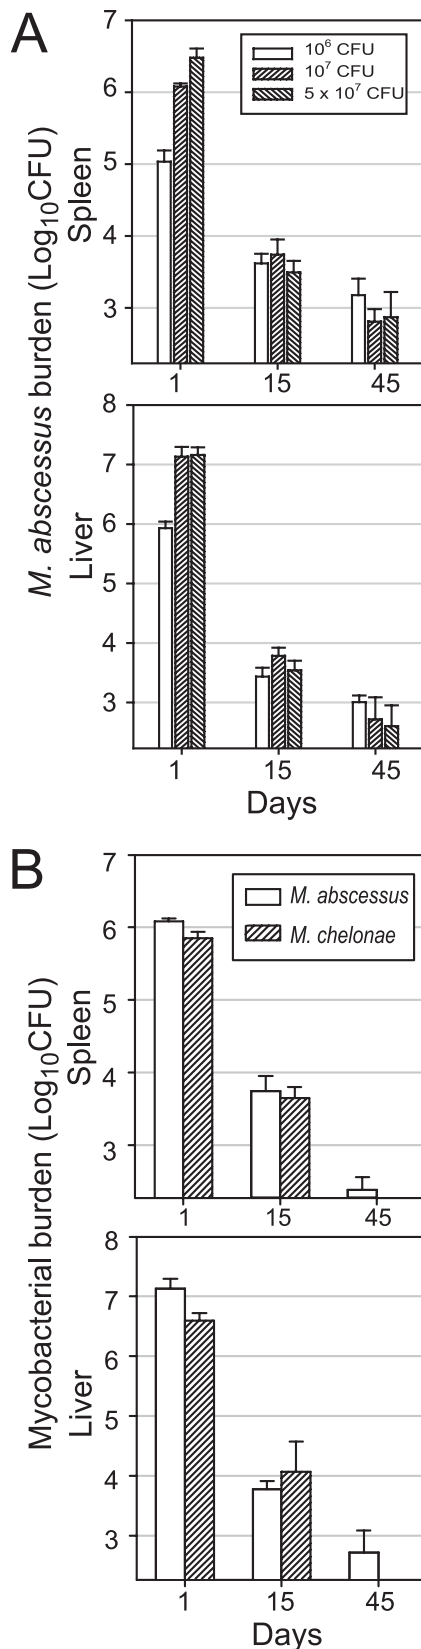 A
M. abscessus burden (Log10CFU)
Spleen
7
6
5
4
3
10⁶ CFU
10⁷ CFU
5 x 10⁷ CFU
1 15 45
Liver
8
7
6
5
4
3
1 15 45
Days
B
Mycobacterial burden (Log10CFU)
Spleen
7
6
5
4
3
M. abscessus
M. chelonae
1 15 45
Liver
8
7
6
5
4
3
1 15 45
Days